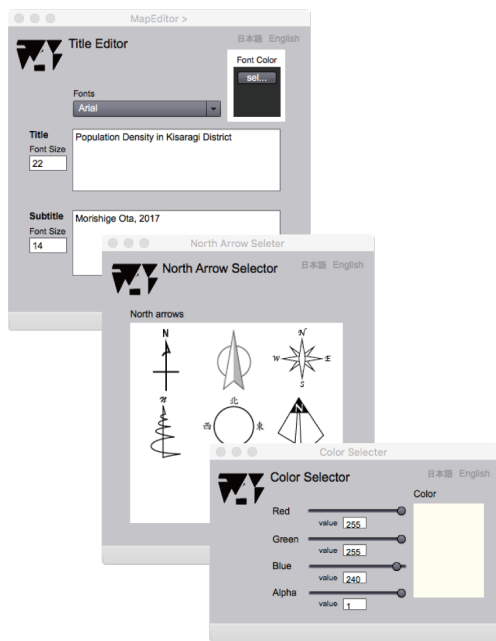 MapEditor >
Title Editor
日本語 English
Font Color
sel...
Fonts
Arial
Title
Font Size
22
Population Density in Kisaragi District
Subtitle
Font Size
14
Morishige Ota, 2017
North Arrow Seleter
North Arrow Selector
日本語 English
North arrows
N
N
W
E
S
n
北
西
東
N
Color Selecter
Color Selector
日本語 English
Color
Red
value 255
Green
value 255
Blue
value 240
Alpha
value 1